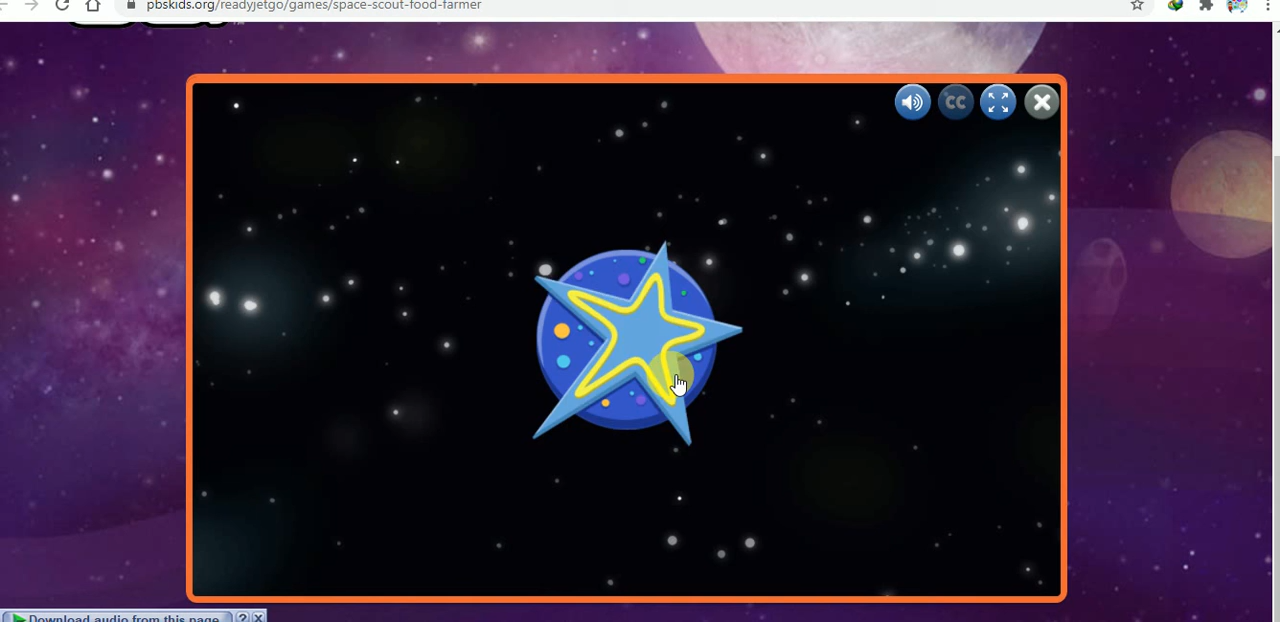 pbskids.org/readyjetgo/games/space-scout-food-farmer
CC
Download audio from this page
?